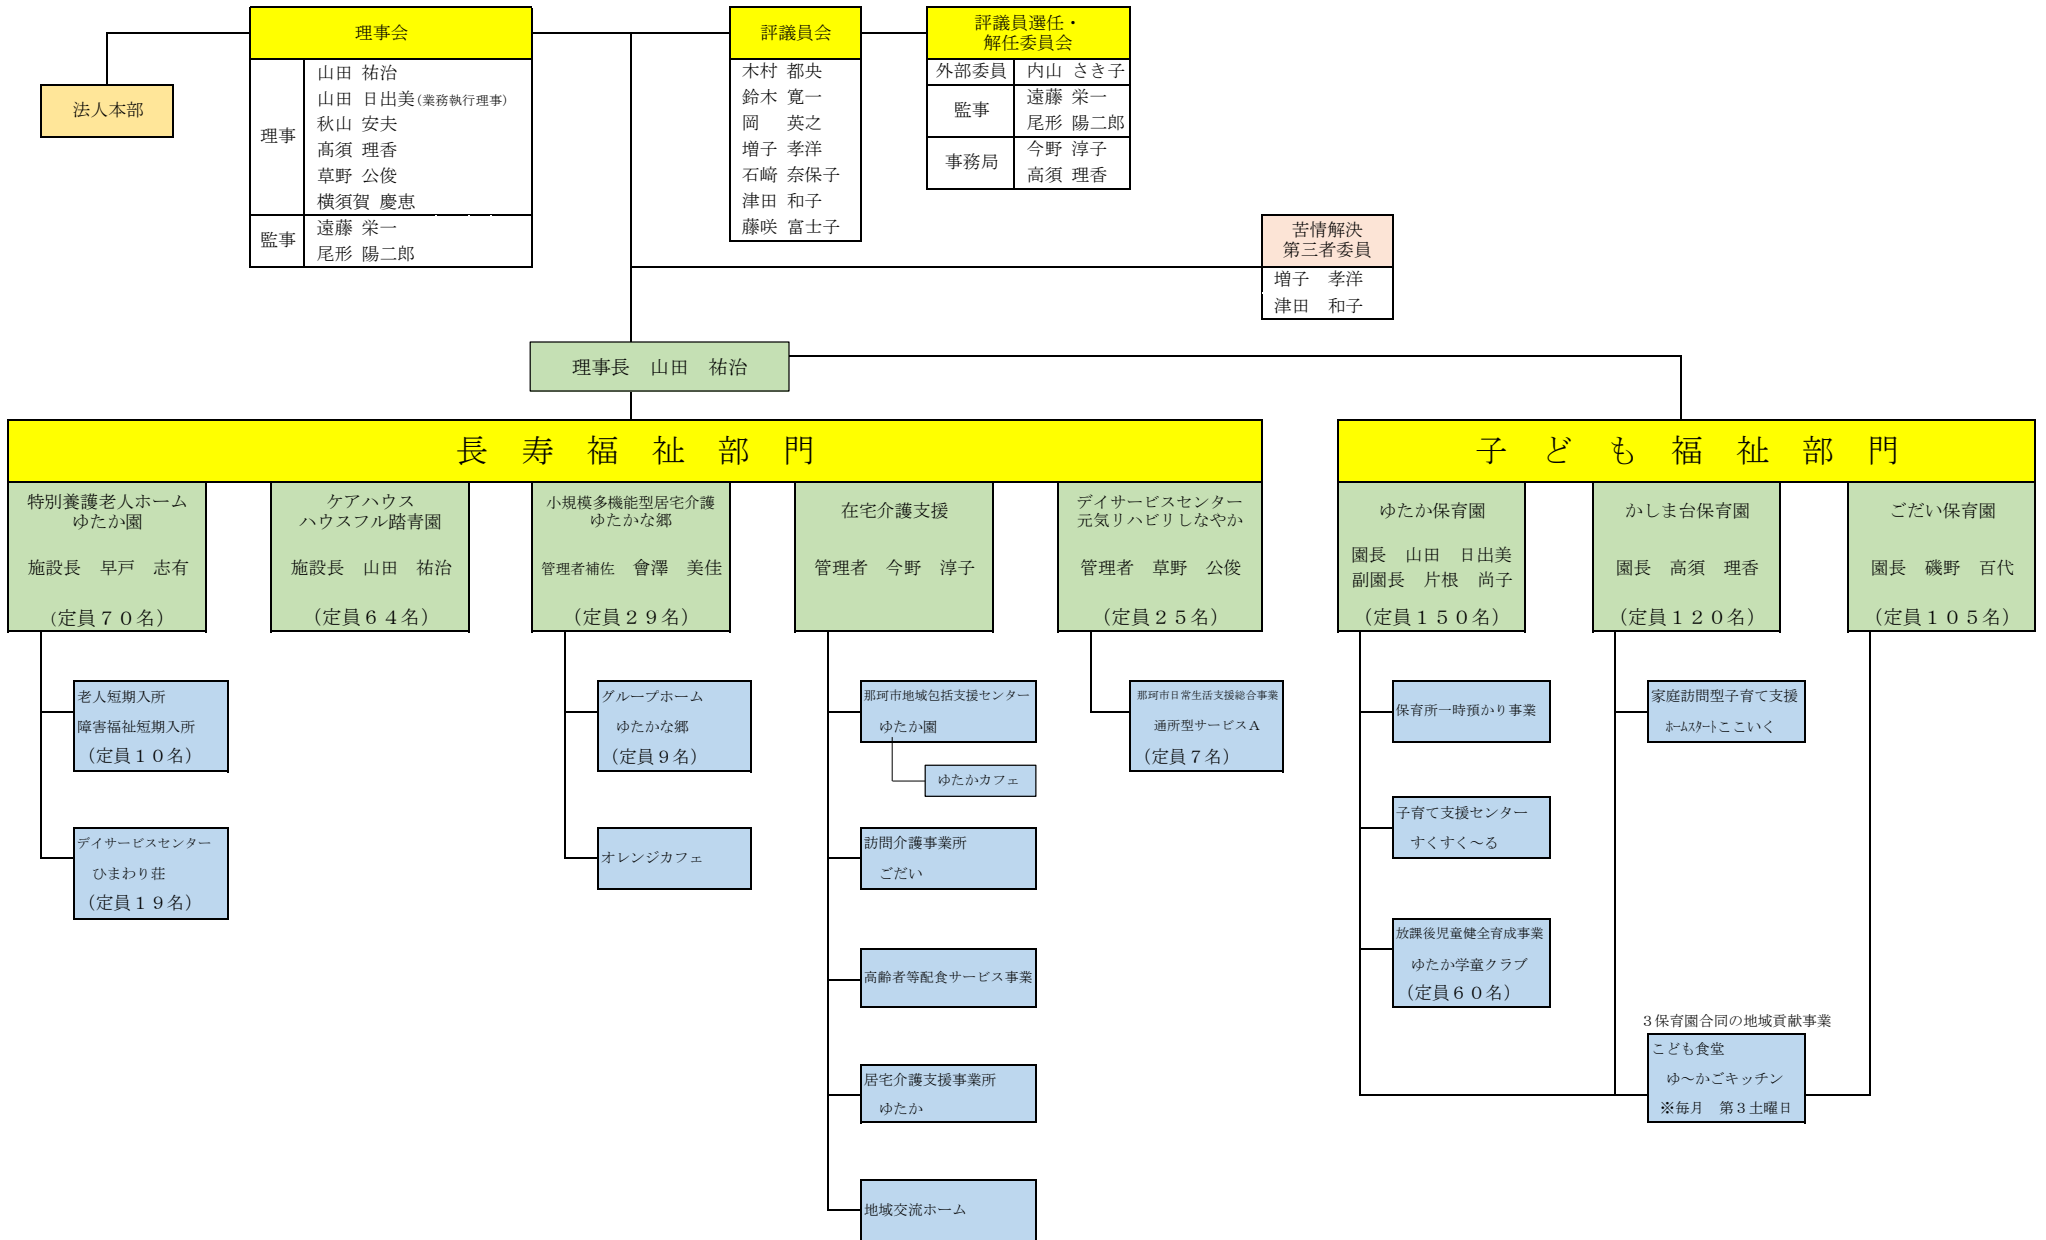 理事会
理事
山田 祐治
山田 日出美(業務執行理事)
秋山 安夫
髙須 理香
草野 公俊
横須賀 慶恵
監事
遠藤 栄一
尾形 陽二郎
法人本部
評議員会
木村 都央
鈴木 寛一
岡　 英之
増子 孝洋
石﨑 奈保子
津田 和子
藤咲 富士子
評議員選任・
解任委員会
外部委員 内山 さき子
監事
遠藤 栄一
尾形 陽二郎
事務局
今野 淳子
高須 理香
苦情解決
第三者委員
増子　孝洋
津田　和子
理事長　山田　祐治
長 寿 福 祉 部 門
特別養護老人ホーム
ゆたか園
施設長　早戸　志有
（定員７０名）
老人短期入所
障害福祉短期入所
（定員１０名）
デイサービスセンター
ひまわり荘
（定員１９名）
ケアハウス
ハウスフル踏青園
施設長　山田　祐治
（定員６４名）
小規模多機能型居宅介護
ゆたかな郷
管理者補佐　會澤　美佳
（定員２９名）
グループホーム
ゆたかな郷
（定員９名）
オレンジカフェ
在宅介護支援
管理者　今野　淳子
那珂市地域包括支援センター
ゆたか園
ゆたかカフェ
訪問介護事業所
ごだい
高齢者等配食サービス事業
居宅介護支援事業所
ゆたか
地域交流ホーム
デイサービスセンター
元気リハビリしなやか
管理者　草野　公俊
（定員２５名）
那珂市日常生活支援総合事業
通所型サービスＡ
（定員７名）
子 ど も 福 祉 部 門
ゆたか保育園
園長　山田　日出美
副園長　片根　尚子
（定員１５０名）
保育所一時預かり事業
子育て支援センター
すくすく～る
放課後児童健全育成事業
ゆたか学童クラブ
（定員６０名）
かしま台保育園
園長　高須　理香
（定員１２０名）
家庭訪問型子育て支援
ﾎｰﾑｽﾀｰﾄここいく
ごだい保育園
園長　磯野　百代
（定員１０５名）
３保育園合同の地域貢献事業
こども食堂
ゆ～かごキッチン
※毎月　第３土曜日